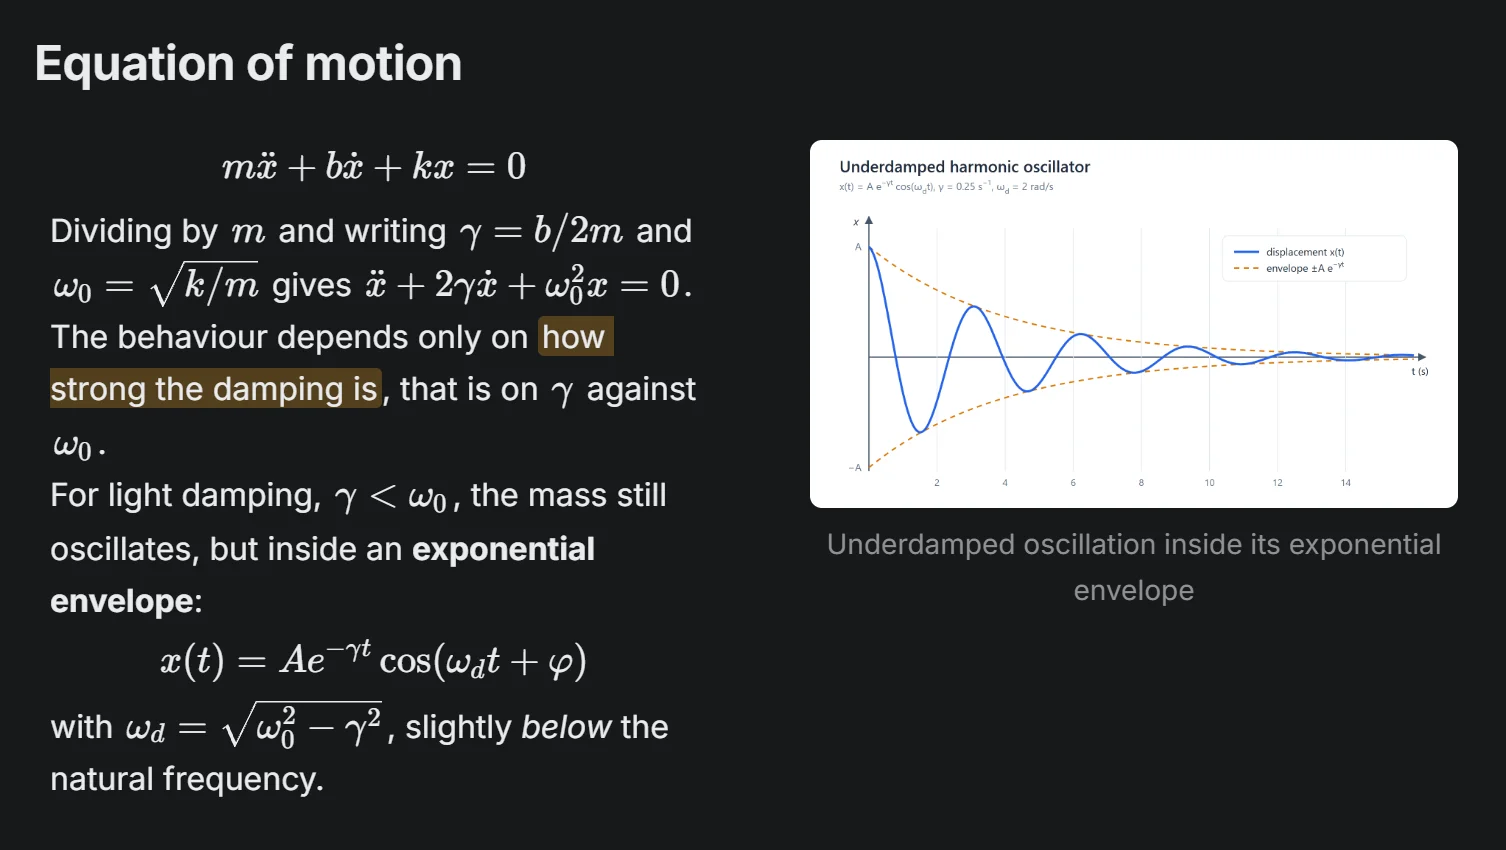 Equation of motion
mẍ + bẋ + kx = 0
Dividing by m and writing γ = b/2m and
ω₀ = √(k/m) gives ẍ + 2γẋ + ω₀²x = 0.
The behaviour depends only on how
strong the damping is, that is on γ against
ω₀.
For light damping, γ < ω₀, the mass still
oscillates, but inside an exponential
envelope:
x(t) = Ae^{−γt} cos(ω_d t + φ)
with ω_d = √(ω₀² − γ²), slightly below the
natural frequency.
Underdamped harmonic oscillator
x(t) = A e^{−γt} cos(ω_d t), γ = 0.25 s⁻¹, ω_d = 2 rad/s
x
A
−A
displacement x(t)
envelope ±A e^{−γt}
t (s)
2 4 6 8 10 12 14
Underdamped oscillation inside its exponential
envelope